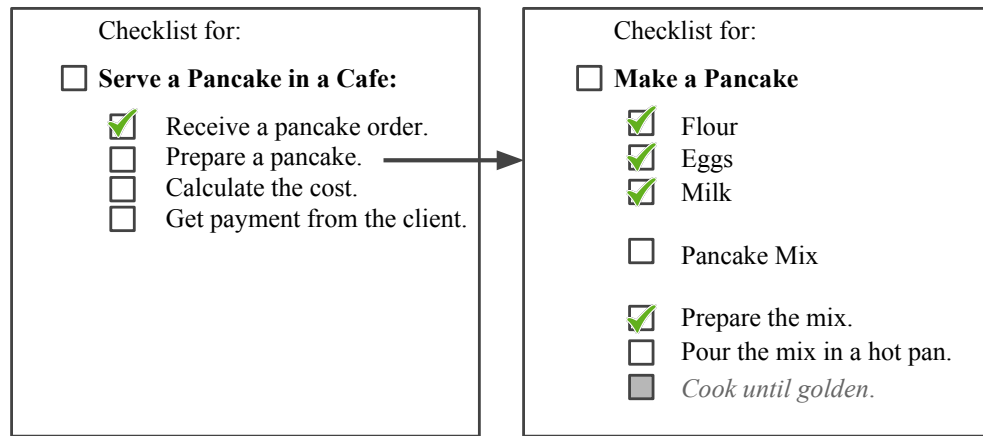 Checklist for:
Serve a Pancake in a Cafe:
Receive a pancake order.
Prepare a pancake.
Calculate the cost.
Get payment from the client.
Checklist for:
Make a Pancake
Flour
Eggs
Milk
Pancake Mix
Prepare the mix.
Pour the mix in a hot pan.
Cook until golden.